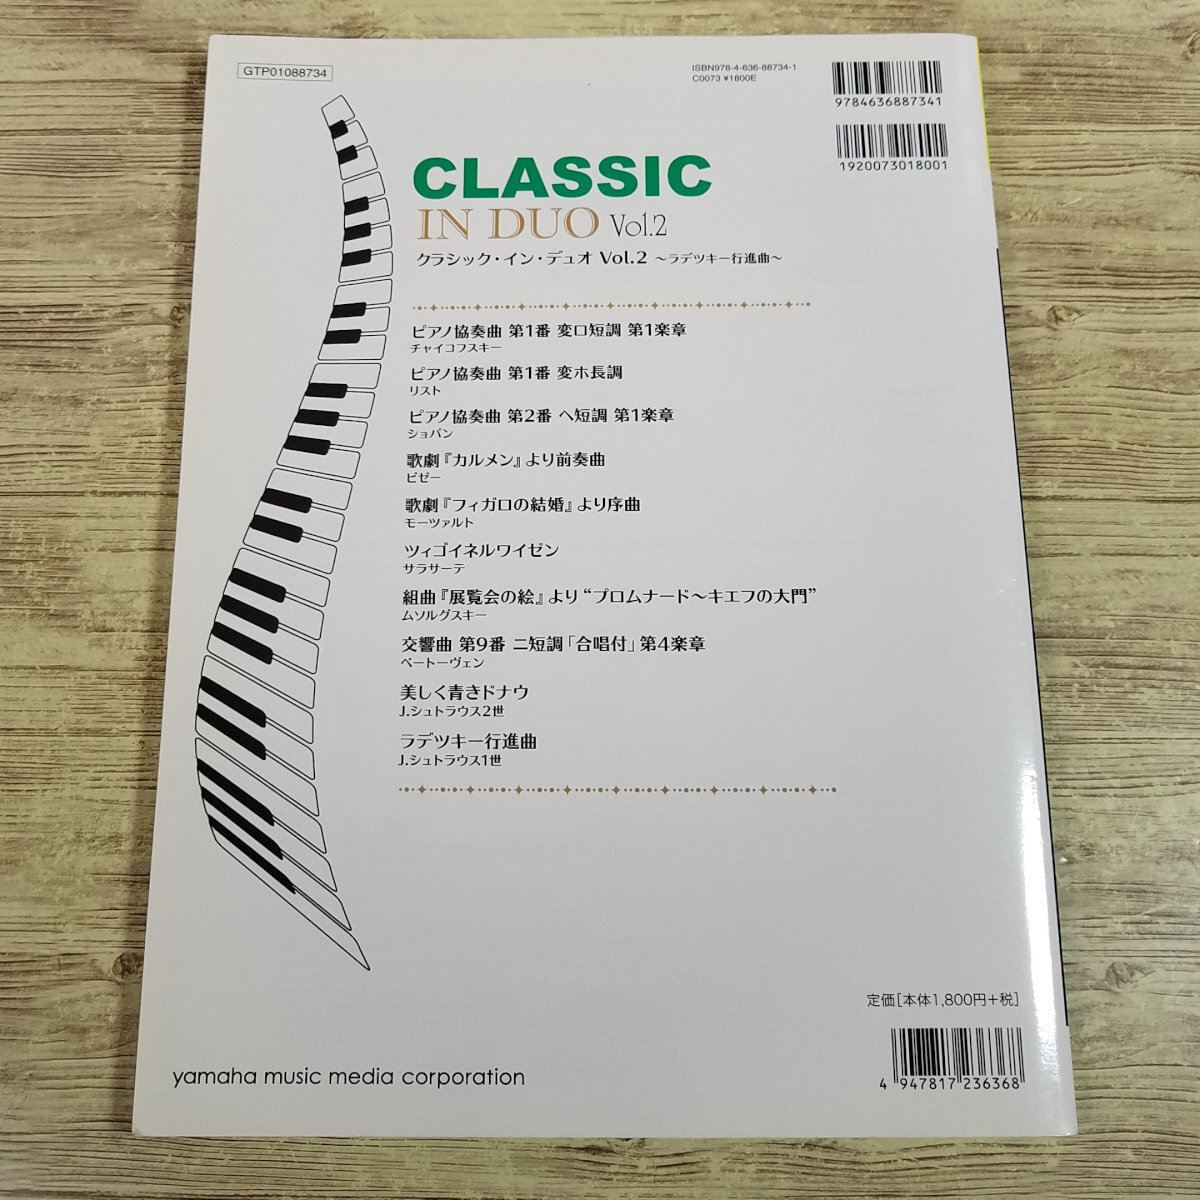 GTP01088734
ISBN978-4-636-88734-1
C0073 ¥1800E
9784636887341
1920073018001
CLASSIC
IN DUO Vol.2
クラシック・イン・デュオ Vol.2 〜ラデツキー行進曲〜
ピアノ協奏曲 第1番 変ロ短調 第1楽章
チャイコフスキー
ピアノ協奏曲 第1番 変ホ長調
リスト
ピアノ協奏曲 第2番 ヘ短調 第1楽章
ショパン
歌劇『カルメン』より前奏曲
ビゼー
歌劇『フィガロの結婚』より序曲
モーツァルト
ツィゴイネルワイゼン
サラサーテ
組曲『展覧会の絵』より“プロムナード〜キエフの大門”
ムソルグスキー
交響曲 第9番 ニ短調「合唱付」第4楽章
ベートーヴェン
美しく青きドナウ
J.シュトラウス2世
ラデツキー行進曲
J.シュトラウス1世
定価[本体1,800円+税]
4 947817 236368
yamaha music media corporation